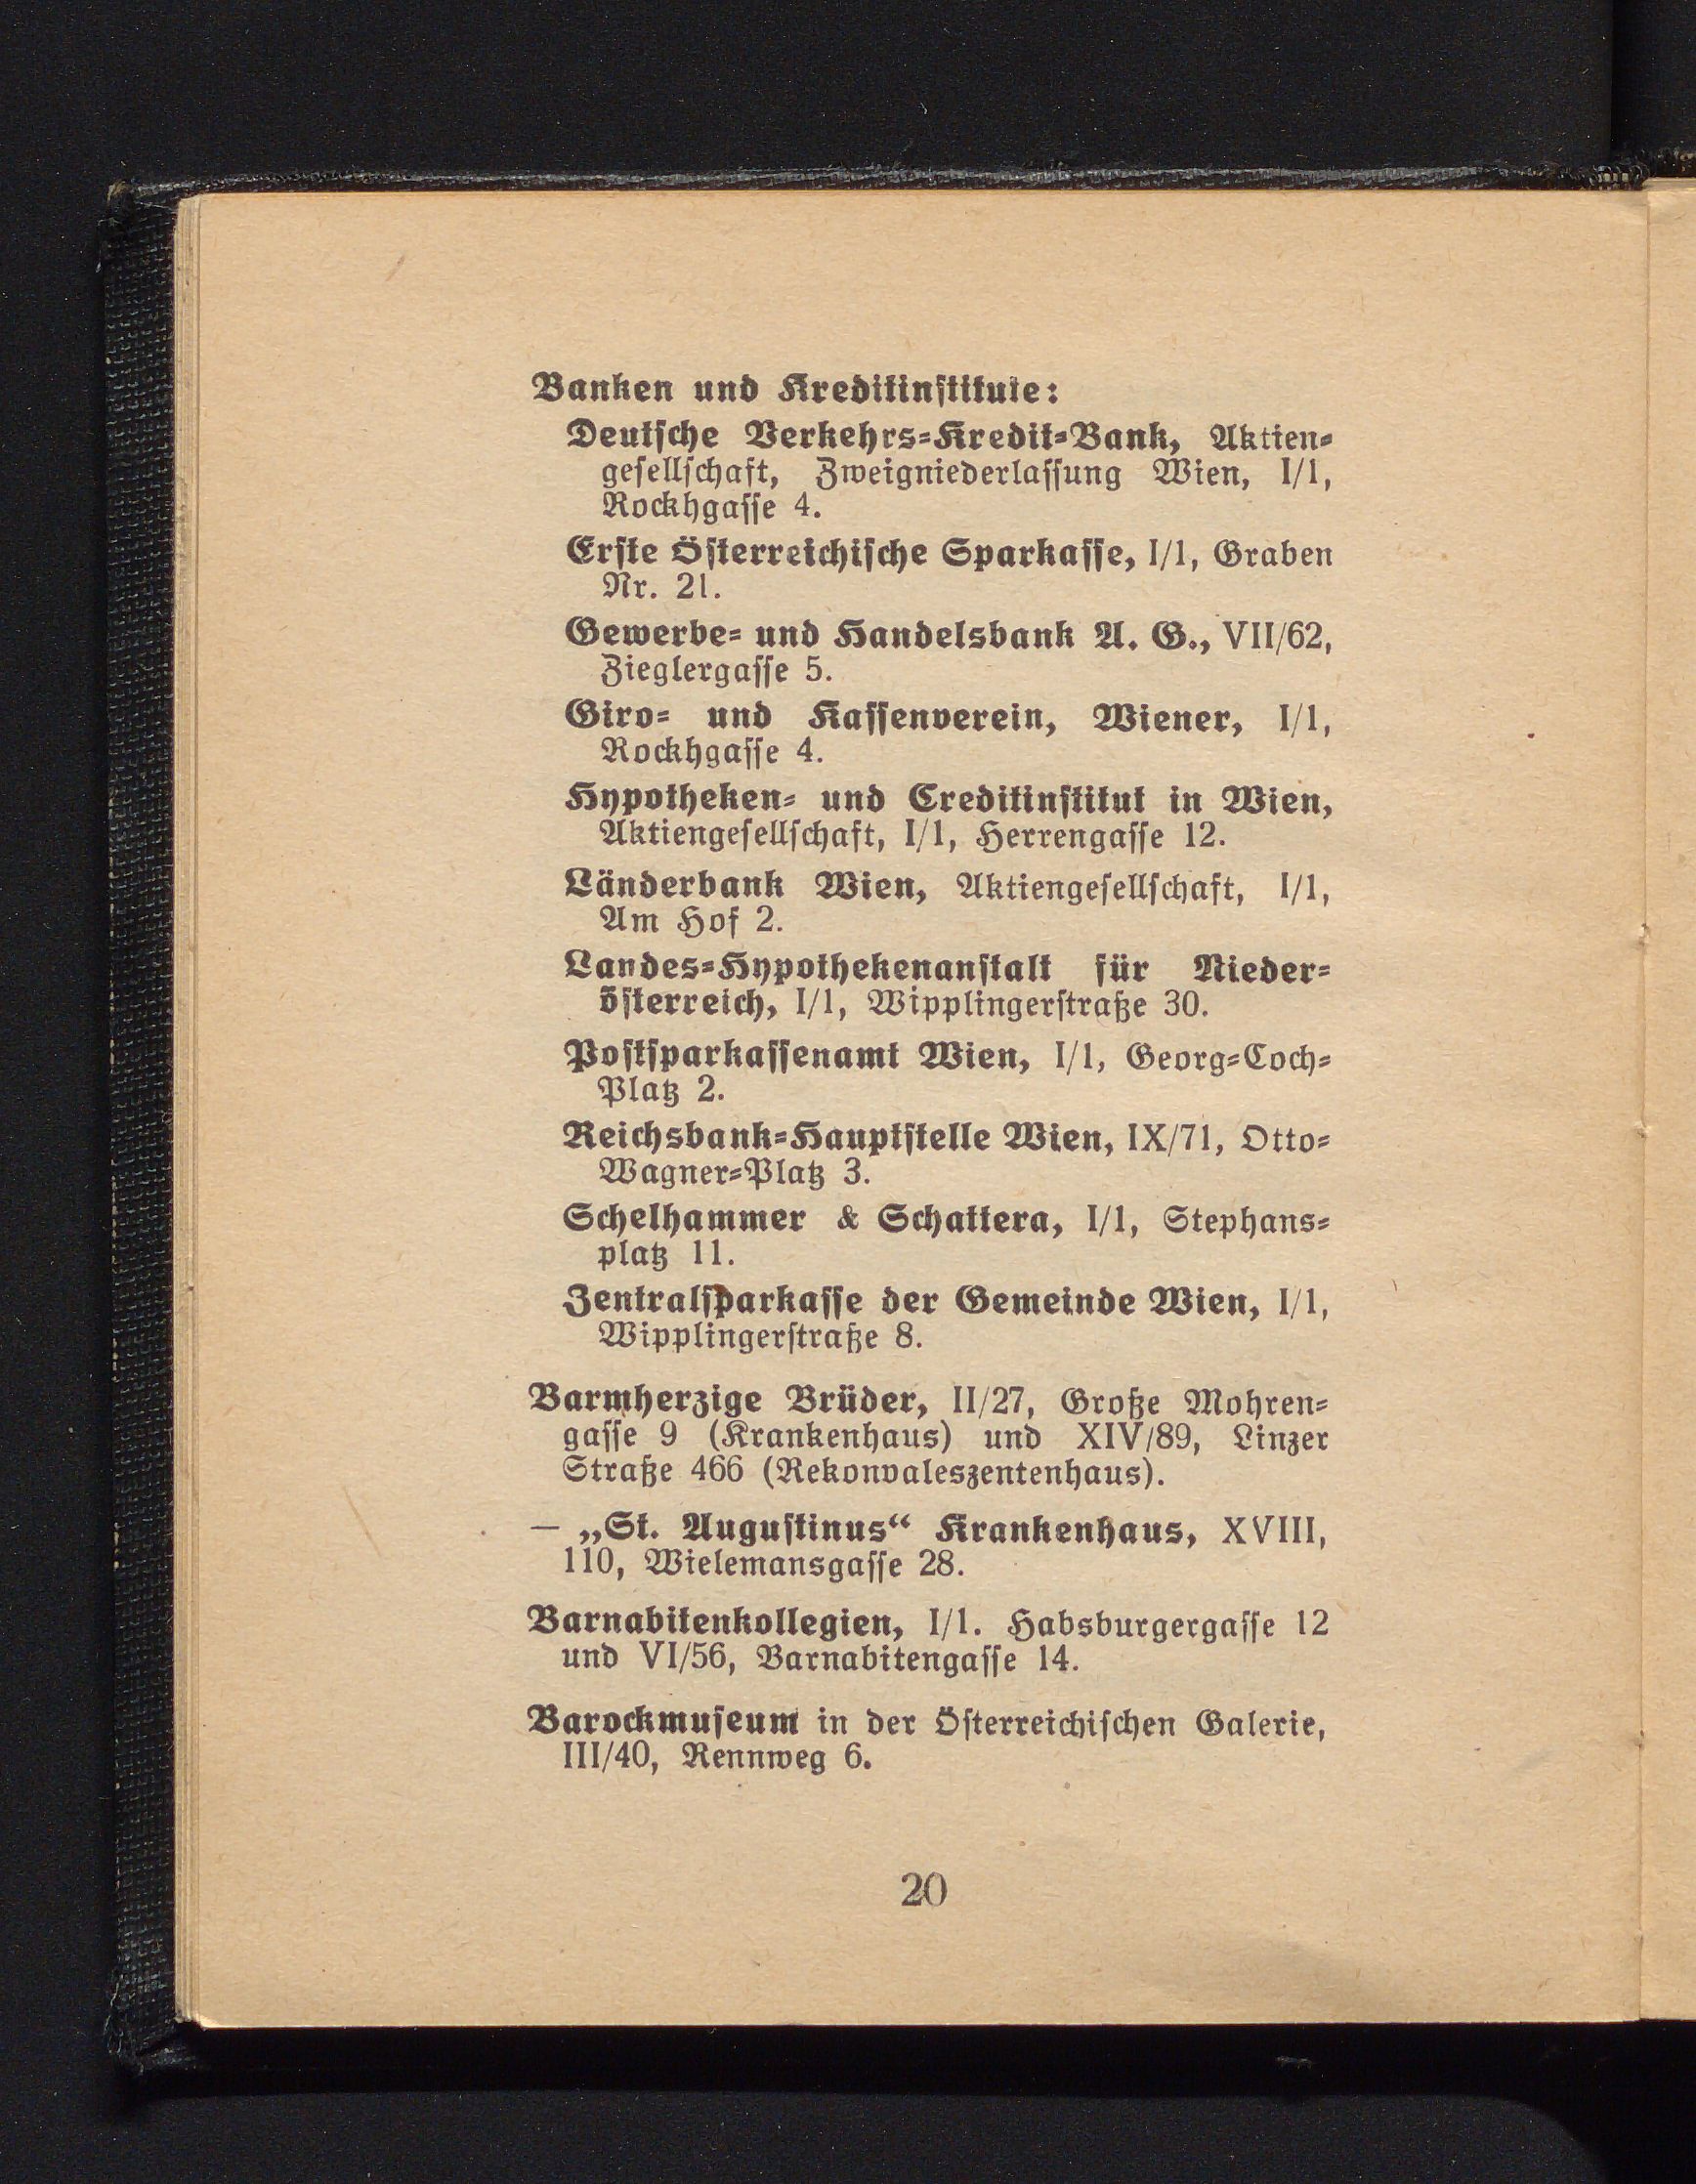 Banken und Kreditinstitute:
Deutsche Verkehrs-Kredit-Bank, Aktien-
gesellschaft, Zweigniederlassung Wien, I/1,
Rockhgasse 4.
Erste Österreichische Sparkasse, I/1, Graben
Nr. 21.
Gewerbe- und Handelsbank A. G., VII/62,
Zieglergasse 5.
Giro- und Kassenverein, Wiener, I/1,
Rockhgasse 4.
Hypotheken- und Creditinstitut in Wien,
Aktiengesellschaft, I/1, Herrengasse 12.
Länderbank Wien, Aktiengesellschaft, I/1,
Am Hof 2.
Landes-Hypothekenanstalt für Nieder-
österreich, I/1, Wipplingerstraße 30.
Postsparkassenamt Wien, I/1, Georg-Coch-
Platz 2.
Reichsbank-Hauptstelle Wien, IX/71, Otto-
Wagner-Platz 3.
Schelhammer & Schattera, I/1, Stephans-
platz 11.
Zentralsparkasse der Gemeinde Wien, I/1,
Wipplingerstraße 8.
Barmherzige Brüder, II/27, Große Mohren-
gasse 9 (Krankenhaus) und XIV/89, Linzer
Straße 466 (Rekonvaleszentenhaus).
— „St. Augustinus“ Krankenhaus, XVIII,
110, Wielemansgasse 28.
Barnabitenkollegien, I/1. Habsburgergasse 12
und VI/56, Barnabitengasse 14.
Barockmuseum in der Österreichischen Galerie,
III/40, Rennweg 6.
20